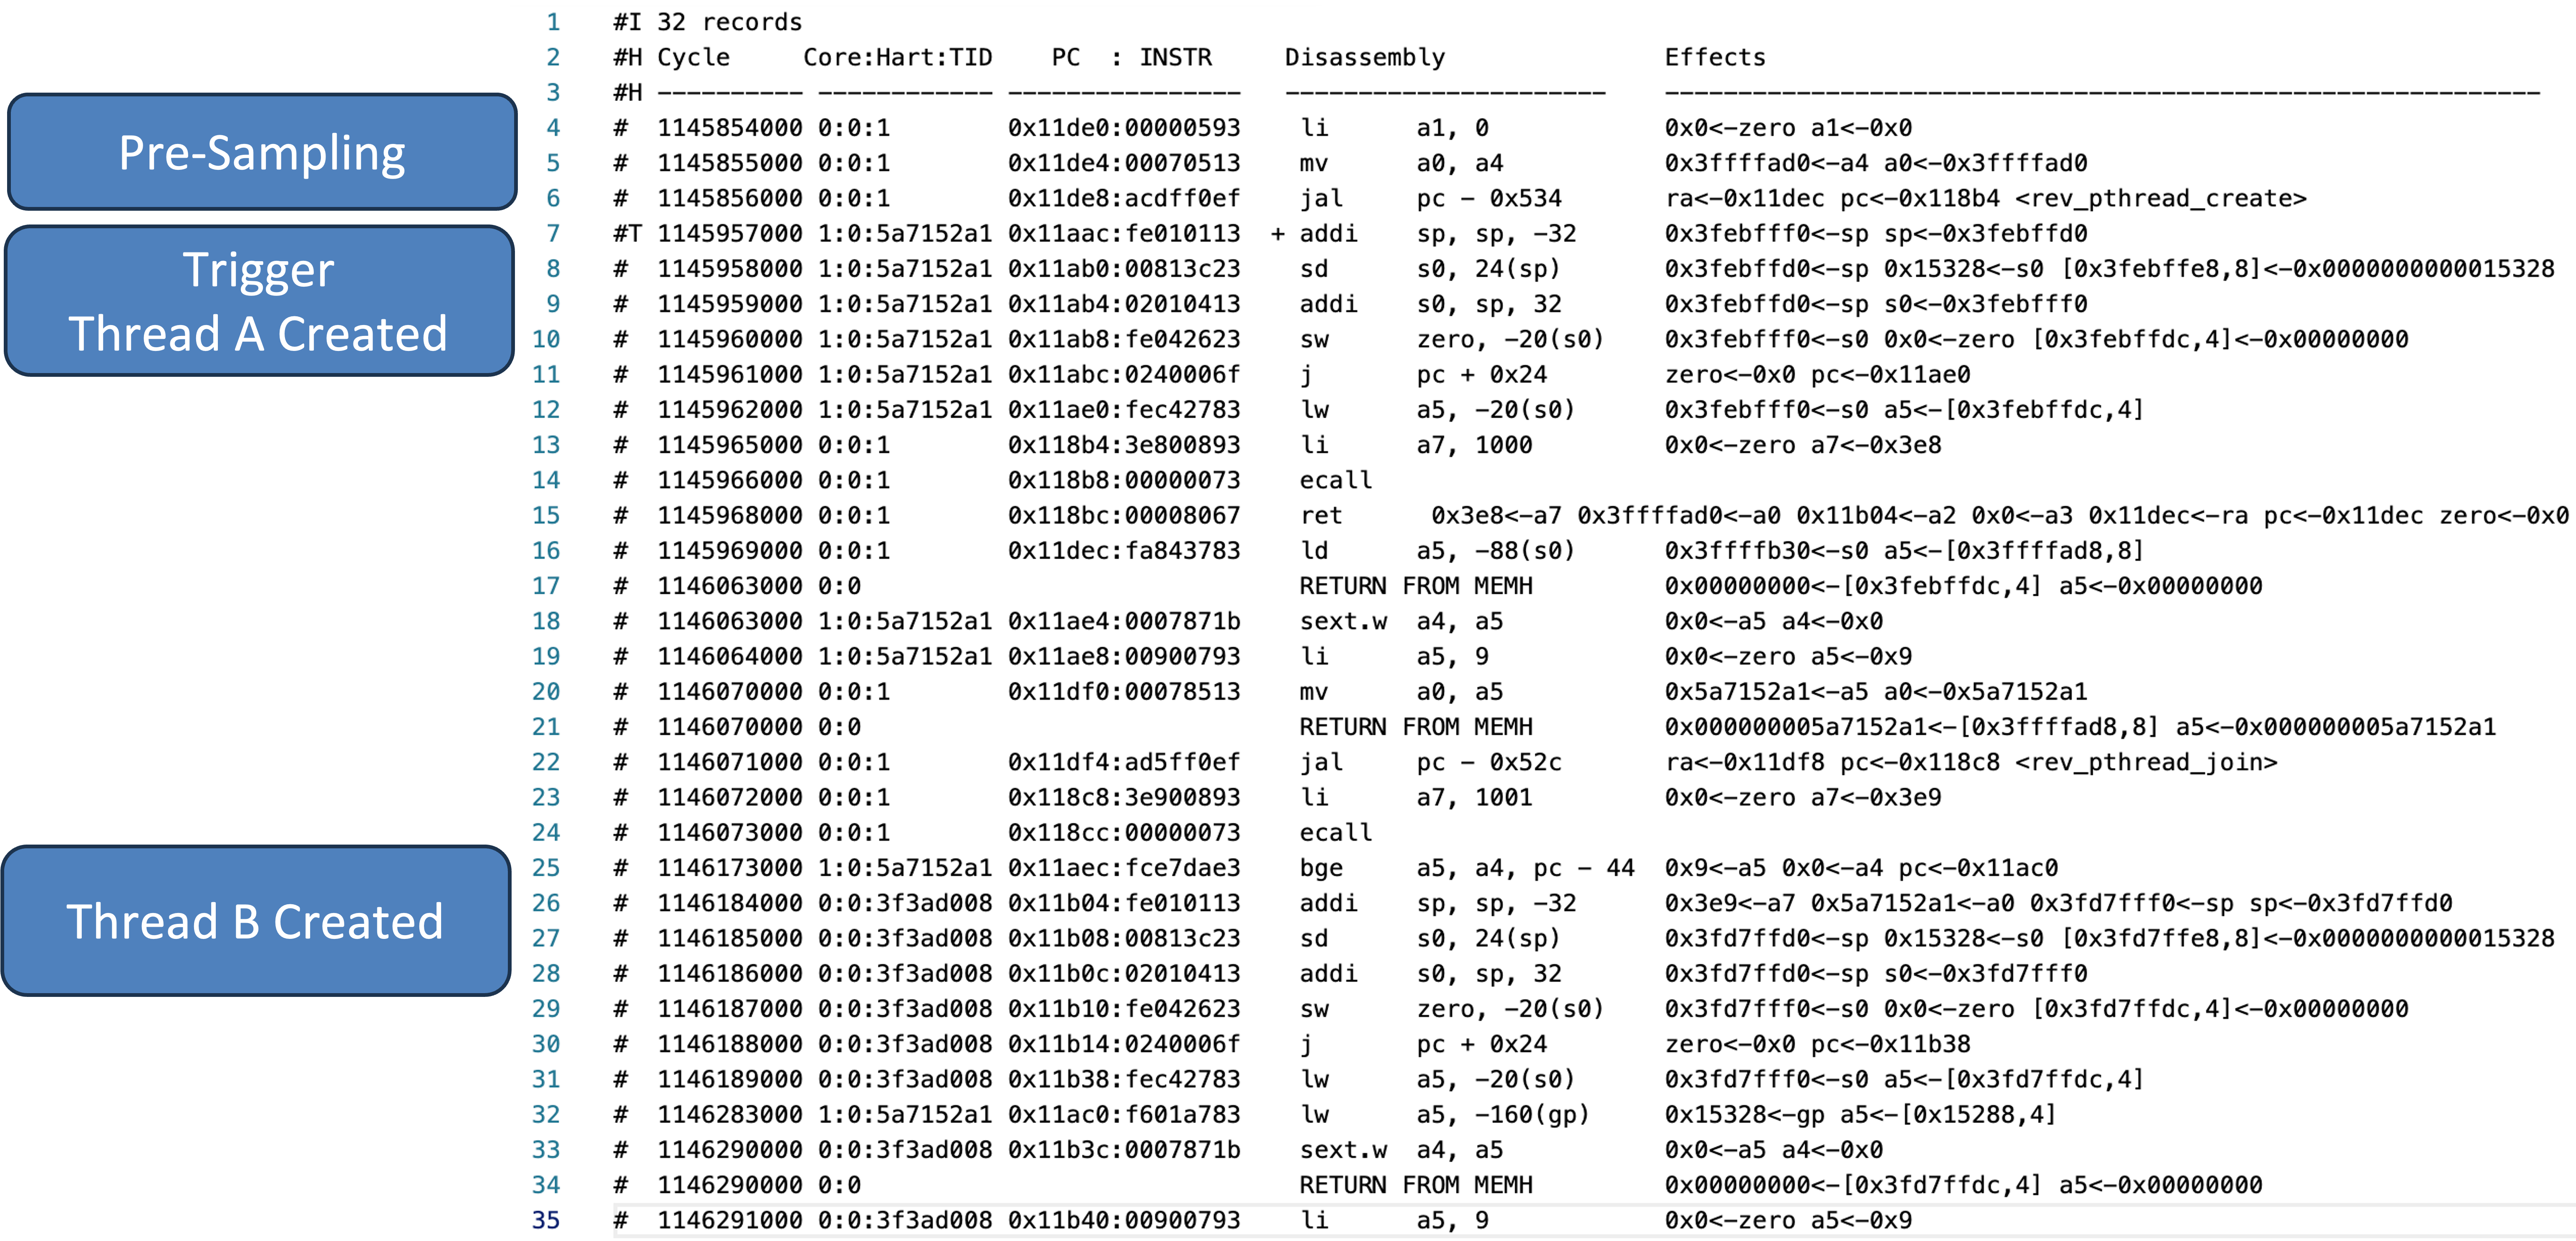 1 #I 32 records
2 #H Cycle Core:Hart:TID PC : INSTR Disassembly Effects
3 #H ---------- ------------ ---------------- ---------------------- ------------------------------------------------------------
Pre-Sampling
4 # 1145854000 0:0:1 0x11de0:00000593 li a1, 0 0x0<-zero a1<-0x0
5 # 1145855000 0:0:1 0x11de4:00070513 mv a0, a4 0x3ffffad0<-a4 a0<-0x3ffffad0
6 # 1145856000 0:0:1 0x11de8:acdff0ef jal pc - 0x534 ra<-0x11dec pc<-0x118b4 <rev_pthread_create>
Trigger
Thread A Created
7 #T 1145957000 1:0:5a7152a1 0x11aac:fe010113 + addi sp, sp, -32 0x3febfff0<-sp sp<-0x3febffd0
8 # 1145958000 1:0:5a7152a1 0x11ab0:00813c23 sd s0, 24(sp) 0x3febffd0<-sp 0x15328<-s0 [0x3febffe8,8]<-0x0000000000015328
9 # 1145959000 1:0:5a7152a1 0x11ab4:02010413 addi s0, sp, 32 0x3febffd0<-sp s0<-0x3febfff0
10 # 1145960000 1:0:5a7152a1 0x11ab8:fe042623 sw zero, -20(s0) 0x3febfff0<-s0 0x0<-zero [0x3febffdc,4]<-0x00000000
11 # 1145961000 1:0:5a7152a1 0x11abc:0240006f j pc + 0x24 zero<-0x0 pc<-0x11ae0
12 # 1145962000 1:0:5a7152a1 0x11ae0:fec42783 lw a5, -20(s0) 0x3febfff0<-s0 a5<-[0x3febffdc,4]
13 # 1145965000 0:0:1 0x118b4:3e800893 li a7, 1000 0x0<-zero a7<-0x3e8
14 # 1145966000 0:0:1 0x118b8:00000073 ecall
15 # 1145968000 0:0:1 0x118bc:00008067 ret 0x3e8<-a7 0x3ffffad0<-a0 0x11b04<-a2 0x0<-a3 0x11dec<-ra pc<-0x11dec zero<-0x0
16 # 1145969000 0:0:1 0x11dec:fa843783 ld a5, -88(s0) 0x3ffffb30<-s0 a5<-[0x3ffffad8,8]
17 # 1146063000 0:0 RETURN FROM MEMH 0x00000000<-[0x3febffdc,4] a5<-0x00000000
18 # 1146063000 1:0:5a7152a1 0x11ae4:0007871b sext.w a4, a5 0x0<-a5 a4<-0x0
19 # 1146064000 1:0:5a7152a1 0x11ae8:00900793 li a5, 9 0x0<-zero a5<-0x9
20 # 1146070000 0:0:1 0x11df0:00078513 mv a0, a5 0x5a7152a1<-a5 a0<-0x5a7152a1
21 # 1146070000 0:0 RETURN FROM MEMH 0x000000005a7152a1<-[0x3ffffad8,8] a5<-0x000000005a7152a1
22 # 1146071000 0:0:1 0x11df4:ad5ff0ef jal pc - 0x52c ra<-0x11df8 pc<-0x118c8 <rev_pthread_join>
23 # 1146072000 0:0:1 0x118c8:3e900893 li a7, 1001 0x0<-zero a7<-0x3e9
24 # 1146073000 0:0:1 0x118cc:00000073 ecall
Thread B Created
25 # 1146173000 1:0:5a7152a1 0x11aec:fce7dae3 bge a5, a4, pc - 44 0x9<-a5 0x0<-a4 pc<-0x11ac0
26 # 1146184000 0:0:3f3ad008 0x11b04:fe010113 addi sp, sp, -32 0x3e9<-a7 0x5a7152a1<-a0 0x3fd7fff0<-sp sp<-0x3fd7ffd0
27 # 1146185000 0:0:3f3ad008 0x11b08:00813c23 sd s0, 24(sp) 0x3fd7ffd0<-sp 0x15328<-s0 [0x3fd7ffe8,8]<-0x0000000000015328
28 # 1146186000 0:0:3f3ad008 0x11b0c:02010413 addi s0, sp, 32 0x3fd7ffd0<-sp s0<-0x3fd7fff0
29 # 1146187000 0:0:3f3ad008 0x11b10:fe042623 sw zero, -20(s0) 0x3fd7fff0<-s0 0x0<-zero [0x3fd7ffdc,4]<-0x00000000
30 # 1146188000 0:0:3f3ad008 0x11b14:0240006f j pc + 0x24 zero<-0x0 pc<-0x11b38
31 # 1146189000 0:0:3f3ad008 0x11b38:fec42783 lw a5, -20(s0) 0x3fd7fff0<-s0 a5<-[0x3fd7ffdc,4]
32 # 1146283000 1:0:5a7152a1 0x11ac0:f601a783 lw a5, -160(gp) 0x15328<-gp a5<-[0x15288,4]
33 # 1146290000 0:0:3f3ad008 0x11b3c:0007871b sext.w a4, a5 0x0<-a5 a4<-0x0
34 # 1146290000 0:0 RETURN FROM MEMH 0x00000000<-[0x3fd7ffdc,4] a5<-0x00000000
35 # 1146291000 0:0:3f3ad008 0x11b40:00900793 li a5, 9 0x0<-zero a5<-0x9